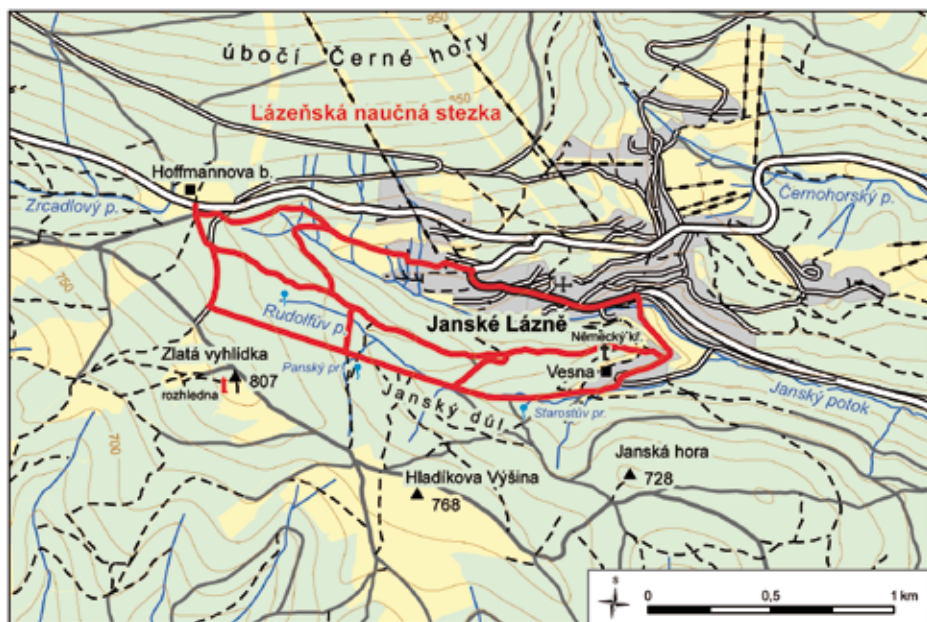 950
úbočí Černé hory
850
Lázeňská naučná stezka
Hoffmannova b.
Zrcadlový p.
Černohorský p.
750
Rudolfův p.
Janské Lázně
Německý kř.
Zlatá vyhlídka
807
rozhledna
Panský pr.
Vesna
Janský důl
Starostův pr.
Janský potok
700
Hladíkova Výšina
768
Janská hora
728
s
0 0,5 1 km